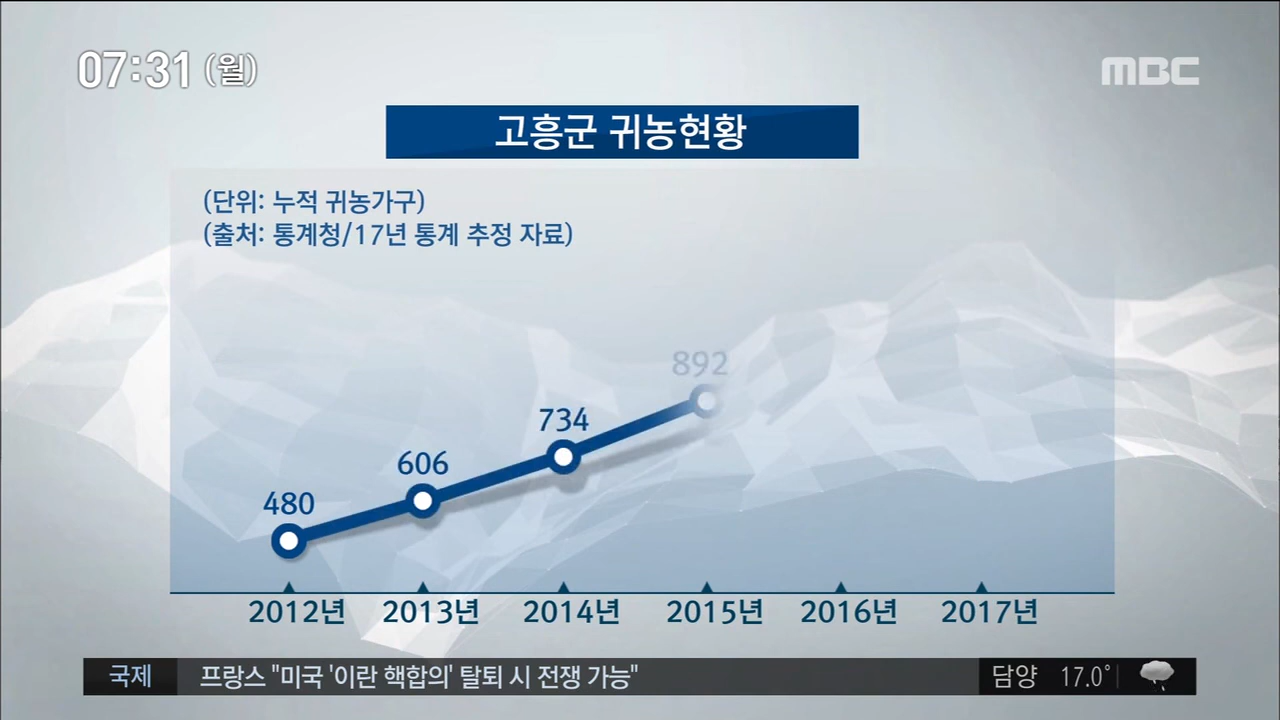 07:31 (월)
MBC
고흥군 귀농현황
(단위: 누적 귀농가구)
(출처: 통계청/17년 통계 추정 자료)
892
734
606
480
2012년 2013년 2014년 2015년 2016년 2017년
국제 프랑스 "미국 '이란 핵합의' 탈퇴 시 전쟁 가능" 담양 17.0°